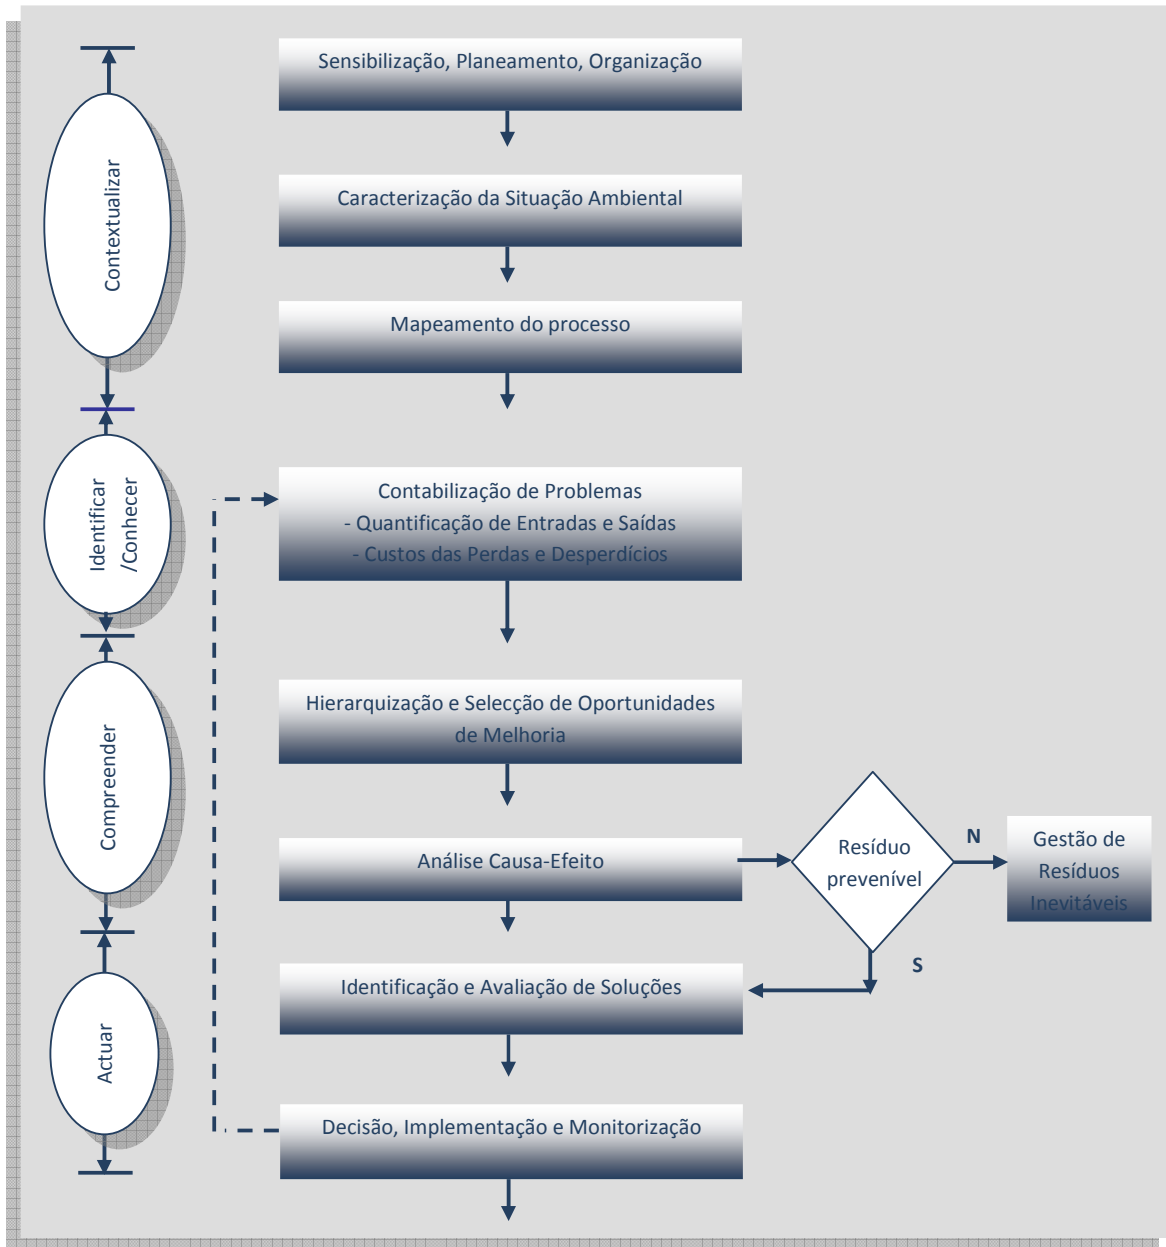 Sensibilização, Planeamento, Organização
Contextualizar
Caracterização da Situação Ambiental
Mapeamento do processo
Identificar
/Conhecer
Contabilização de Problemas
- Quantificação de Entradas e Saídas
- Custos das Perdas e Desperdícios
Compreender
Hierarquização e Selecção de Oportunidades
de Melhoria
Análise Causa-Efeito
Resíduo
prevenível
N
Gestão de
Resíduos
Inevitáveis
S
Identificação e Avaliação de Soluções
Actuar
Decisão, Implementação e Monitorização